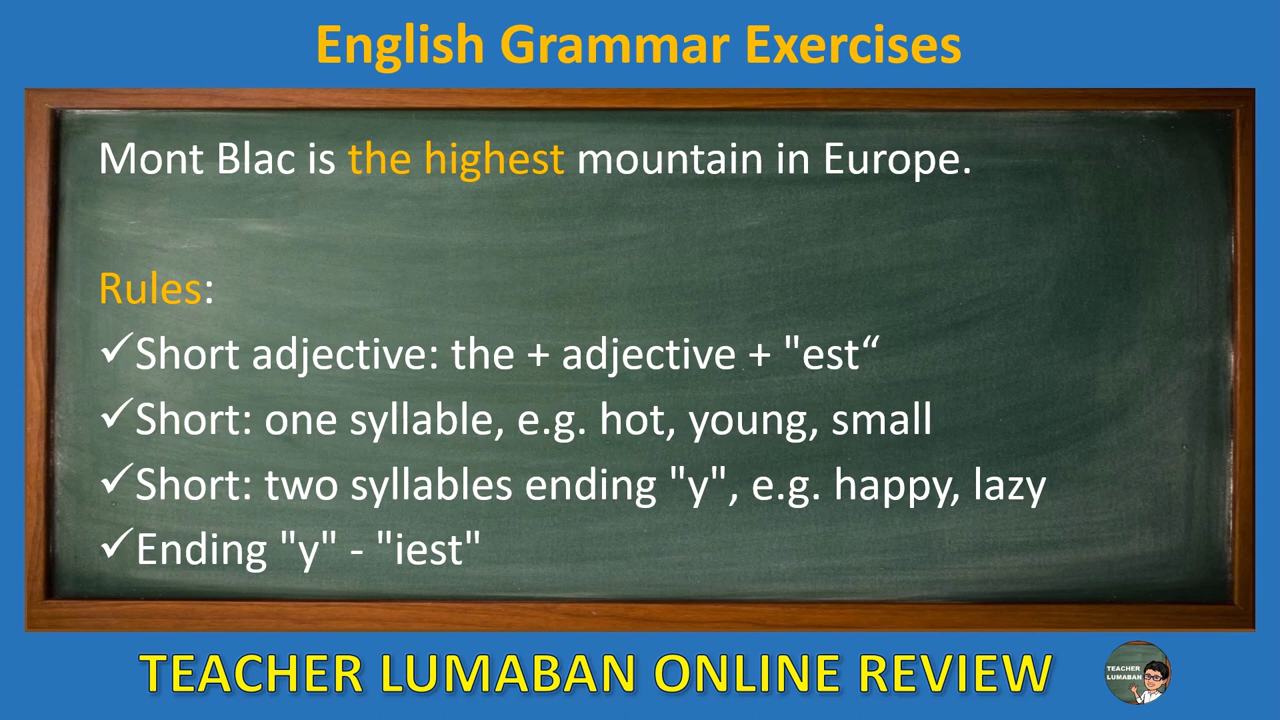 English Grammar Exercises
Mont Blac is the highest mountain in Europe.
Rules:
✓Short adjective: the + adjective + "est“
✓Short: one syllable, e.g. hot, young, small
✓Short: two syllables ending "y", e.g. happy, lazy
✓Ending "y" - "iest"
TEACHER LUMABAN ONLINE REVIEW
TEACHER
LUMABAN